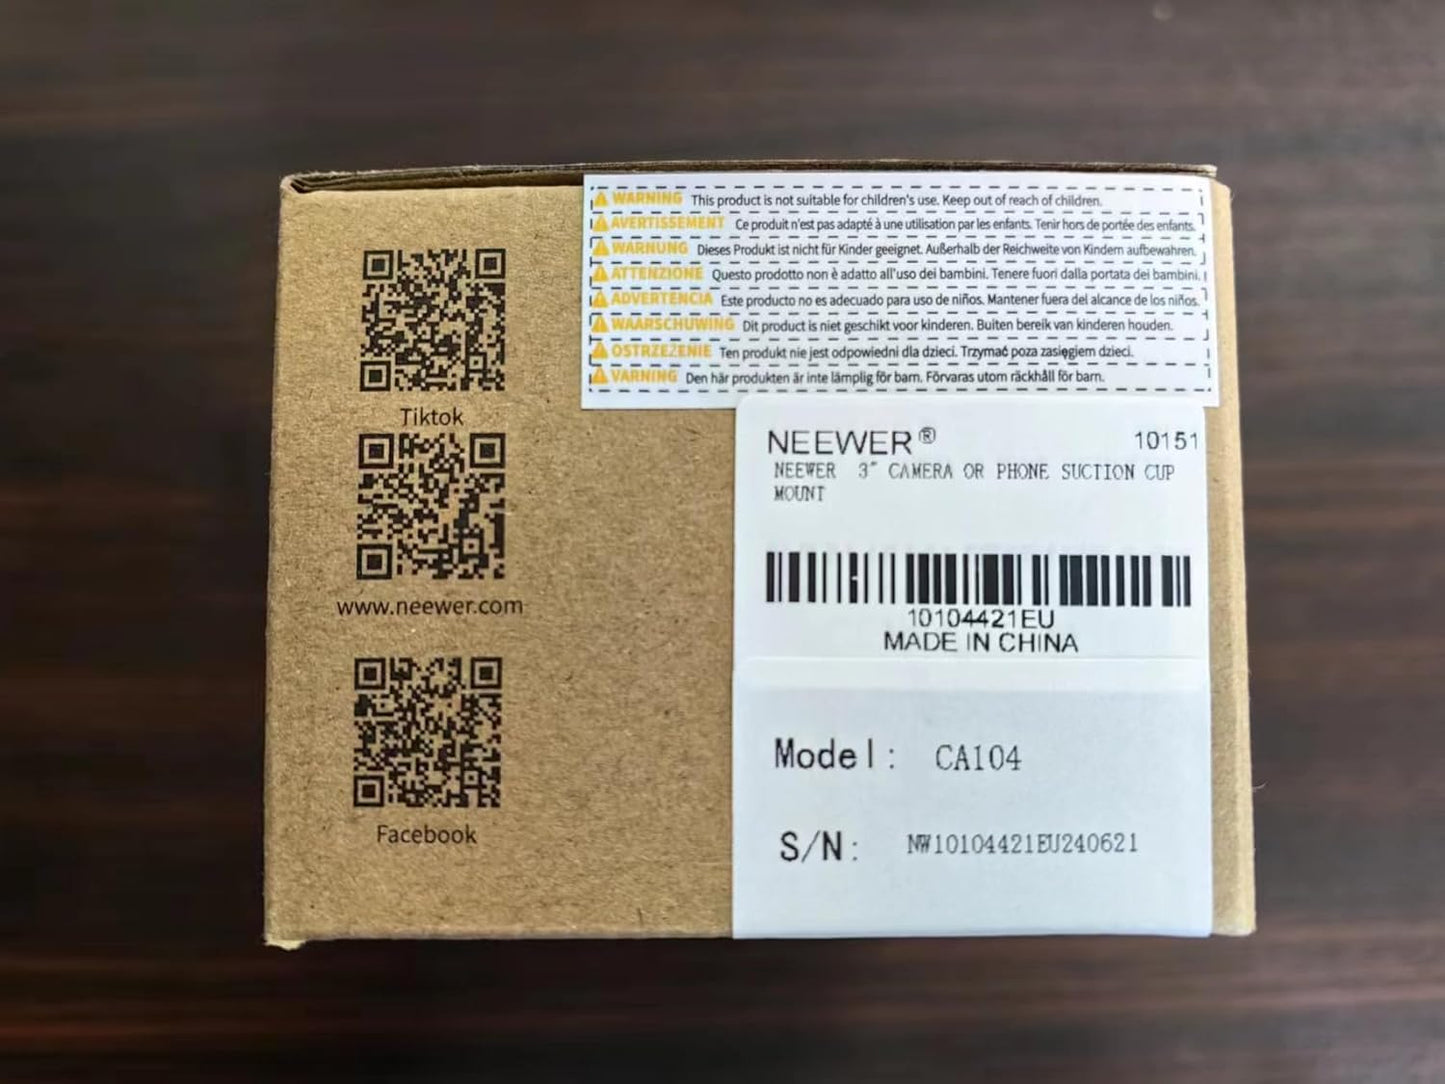 WARNING This product is not suitable for children's use. Keep out of reach of children.
AVERTISSEMENT Ce produit n'est pas adapté à une utilisation par les enfants. Tenir hors de portée des enfants.
WARNUNG Dieses Produkt ist nicht für Kinder geeignet. Außerhalb der Reichweite von Kindern aufbewahren.
ATTENZIONE Questo prodotto non è adatto all'uso dei bambini. Tenere fuori dalla portata dei bambini.
ADVERTENCIA Este producto no es adecuado para uso de niños. Mantener fuera del alcance de los niños.
WAARSCHUWING Dit product is niet geschikt voor kinderen. Buiten bereik van kinderen houden.
OSTRZEŻENIE Ten produkt nie jest odpowiedni dla dzieci. Trzymać poza zasięgiem dzieci.
VARNING Den här produkten är inte lämplig för barn. Förvaras utom räckhåll för barn.
Tiktok
www.neewer.com
Facebook
NEEWER® 10151
NEEWER 3" CAMERA OR PHONE SUCTION CUP
MOUNT
10104421EU
MADE IN CHINA
Model: CA104
S/N: NW10104421EU240621